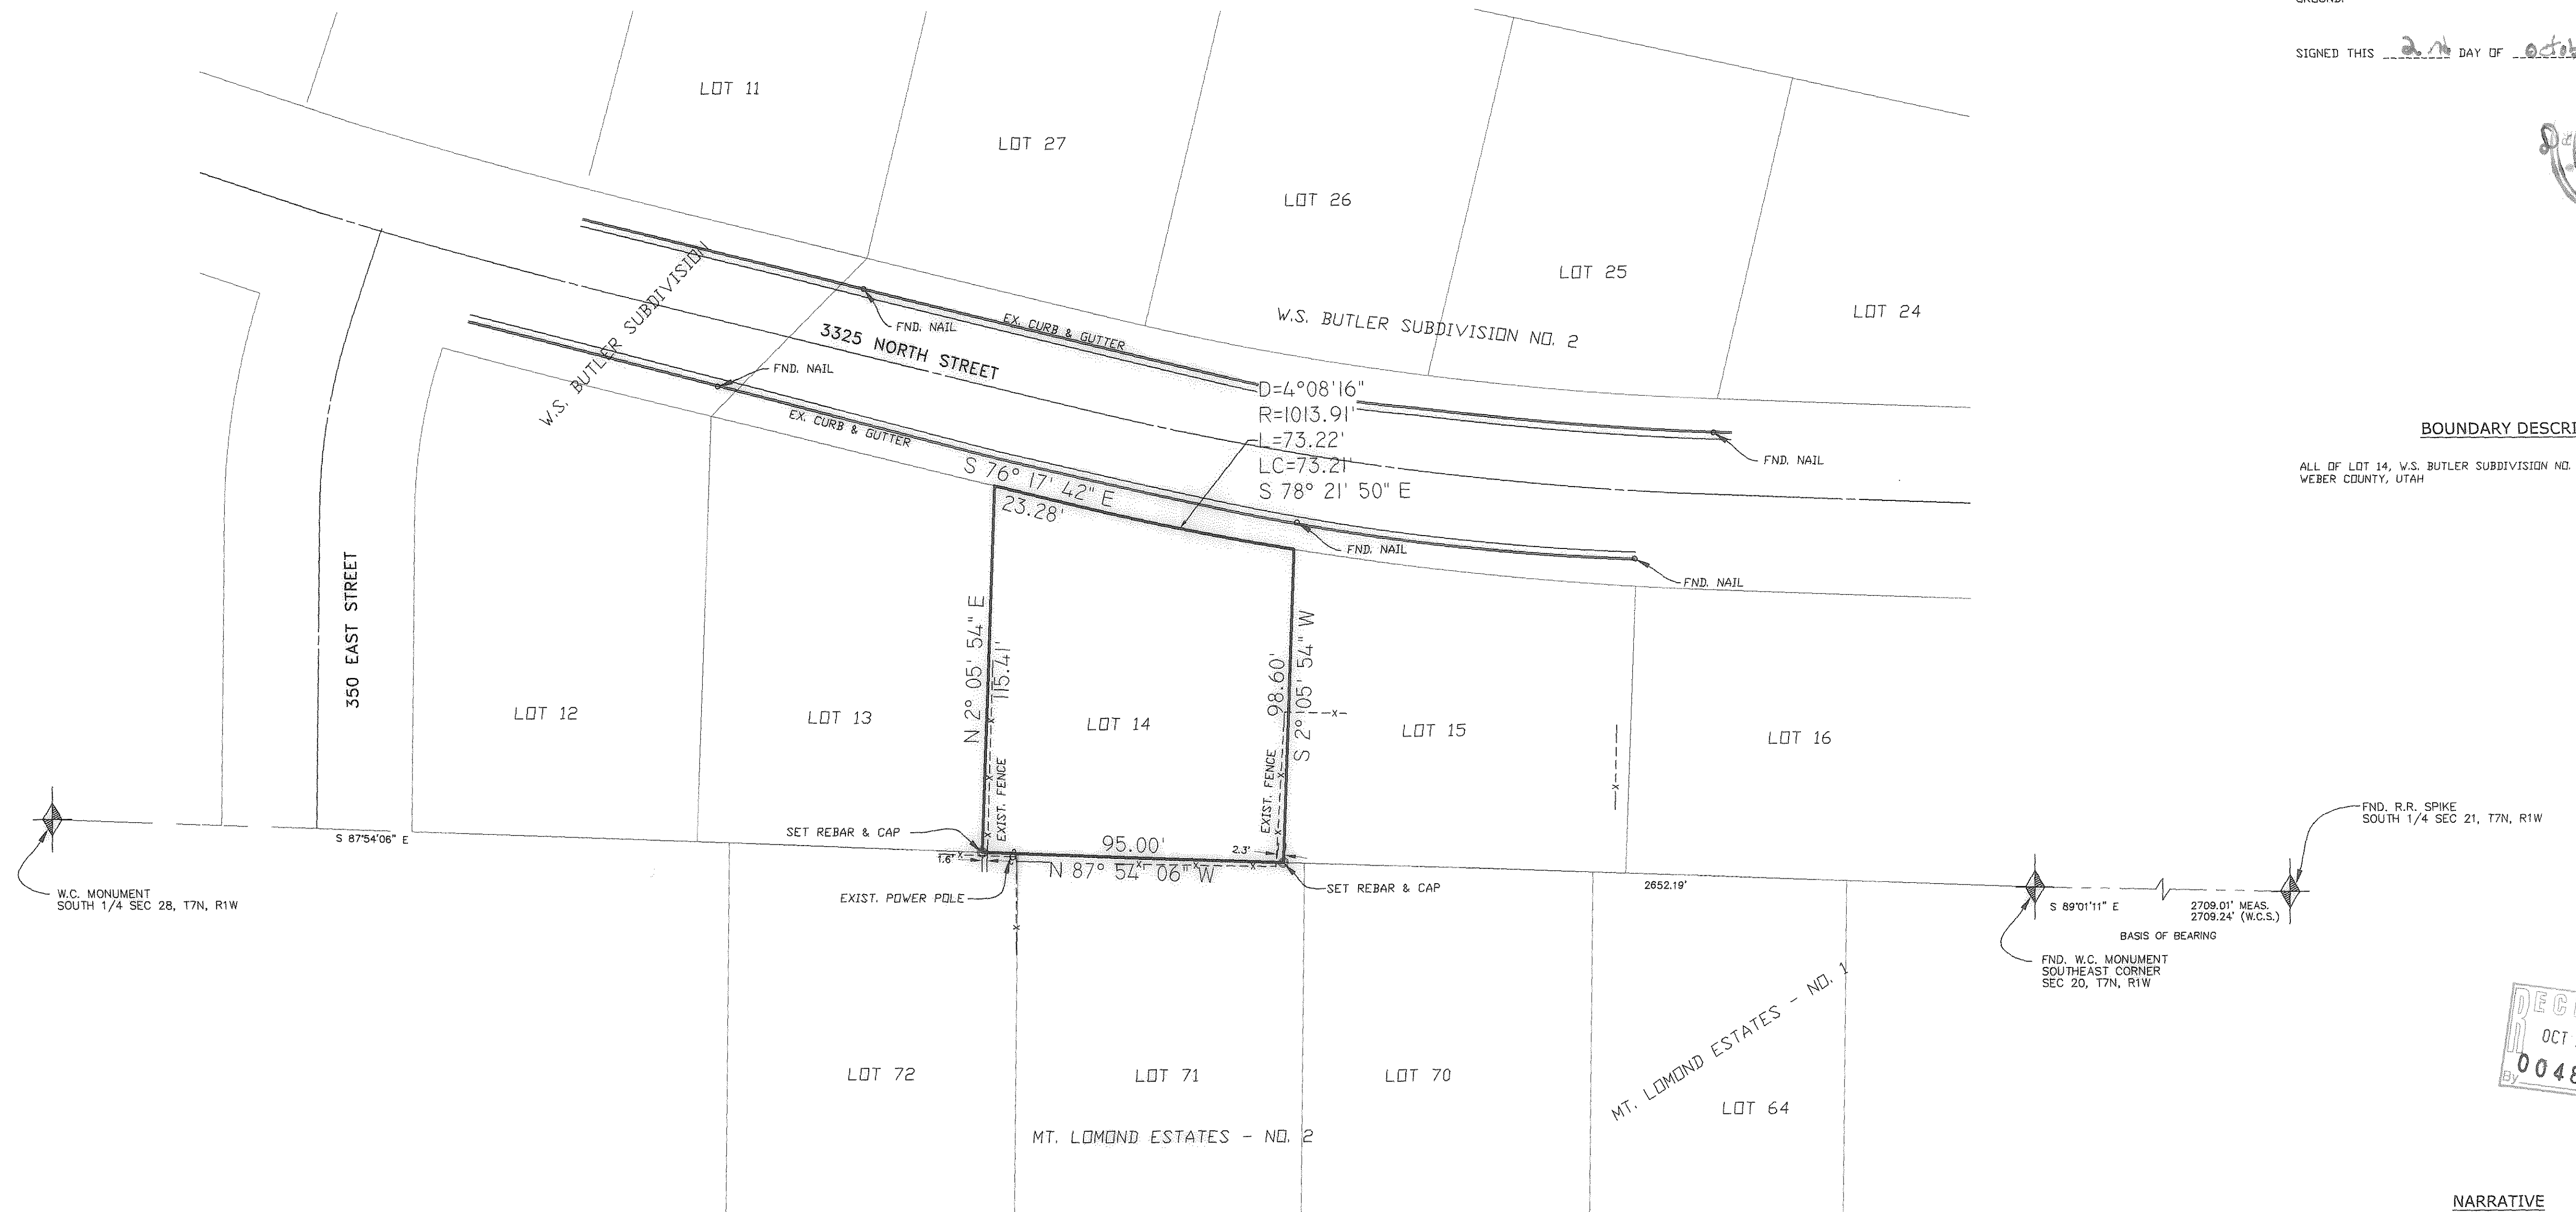 SIGNED THIS 2nd DAY OF
LOT 11
LOT 27
LOT 26
LOT 25
LOT 24
W.S. BUTLER SUBDIVISION
W.S. BUTLER SUBDIVISION NO. 2
FND. NAIL
EX. CURB & GUTTER
3325 NORTH STREET
FND. NAIL
EX. CURB & GUTTER
D=4°08'16"
R=1013.91'
L=73.22'
LC=73.21'
S 78° 21' 50" E
FND. NAIL
S 76° 17' 42" E
23.28'
FND. NAIL
FND. NAIL
BOUNDARY
ALL OF LOT 14, W.S. BUTLER SUBDIVISION NO.
WEBER COUNTY, UTAH
350 EAST STREET
N 2° 05' 54" E
115.41'
98.60'
S 2° 05' 54" W
LOT 12
LOT 13
LOT 14
LOT 15
LOT 16
EXIST. FENCE
EXIST. FENCE
S 87°54'06" E
SET REBAR & CAP
1.6'
95.00'
2.3'
N 87° 54' 06" W
EXIST. POWER POLE
SET REBAR & CAP
2652.19'
W.C. MONUMENT
SOUTH 1/4 SEC 28, T7N, R1W
FND. R.R. SPIKE
SOUTH 1/4 SEC 21, T7N, R1W
S 89°01'11" E
2709.01' MEAS.
2709.24' (W.C.S.)
BASIS OF BEARING
FND. W.C. MONUMENT
SOUTHEAST CORNER
SEC 20, T7N, R1W
MT. LOMOND ESTATES - NO. 1
LOT 72
LOT 71
LOT 70
LOT 64
MT. LOMOND ESTATES - NO. 2
OCT
0048
By
NARRATIVE